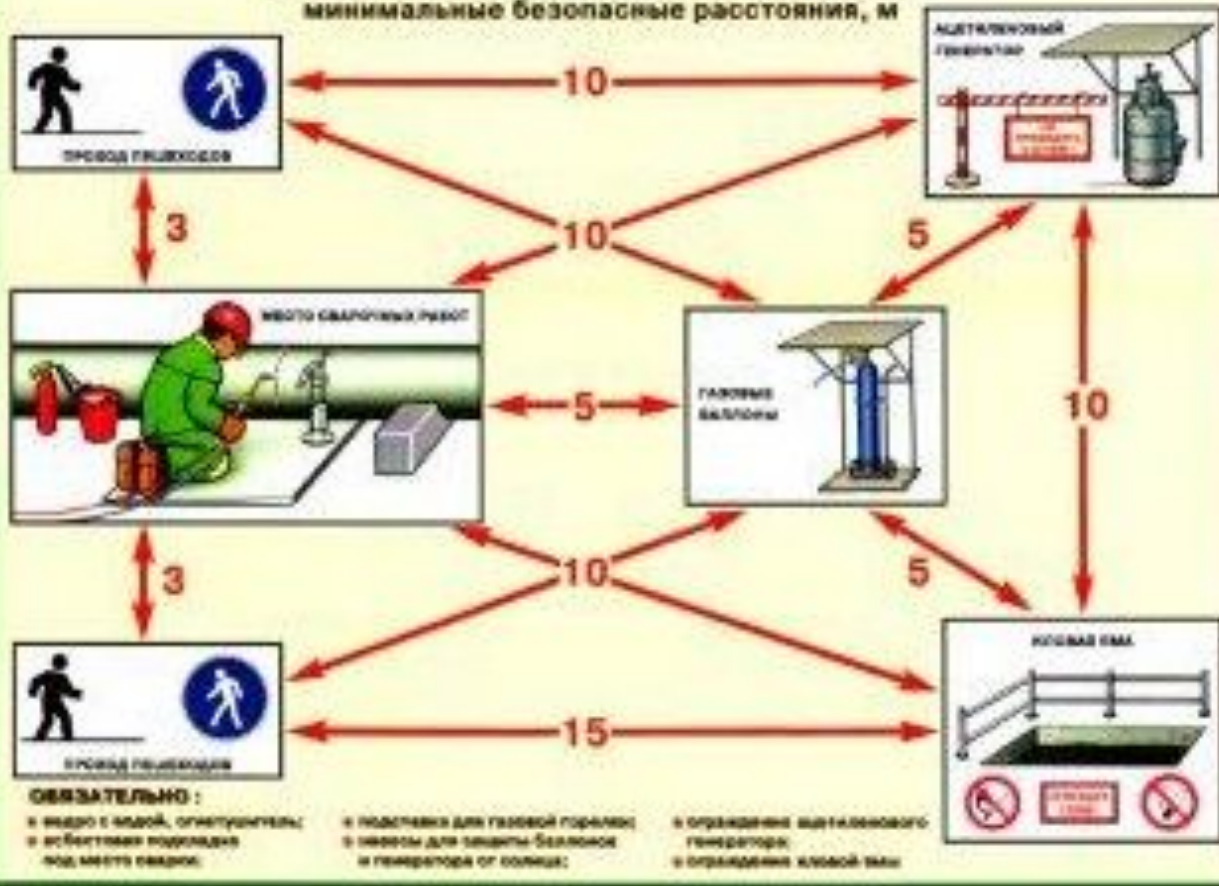 минимальные безопасные расстояния, м
АЦЕТИЛЕНОВЫЙ
ГЕНЕРАТОР
10
ПРОХОД ПЕШЕХОДОВ
3
10
5
МЕСТО СВАРОЧНЫХ РАБОТ
ГАЗОВЫЕ
БАЛЛОНЫ
5
10
3
10
5
ИЛОВАЯ ЯМА
15
ПРОХОД ПЕШЕХОДОВ
ОБЯЗАТЕЛЬНО:
ведро с водой, огнетушитель;
асбестовая подкладка
под место сварки;
подставка для газовой горелки;
навесы для защиты баллонов
и генератора от солнца;
ограждение ацетиленового
генератора;
ограждение иловой ямы